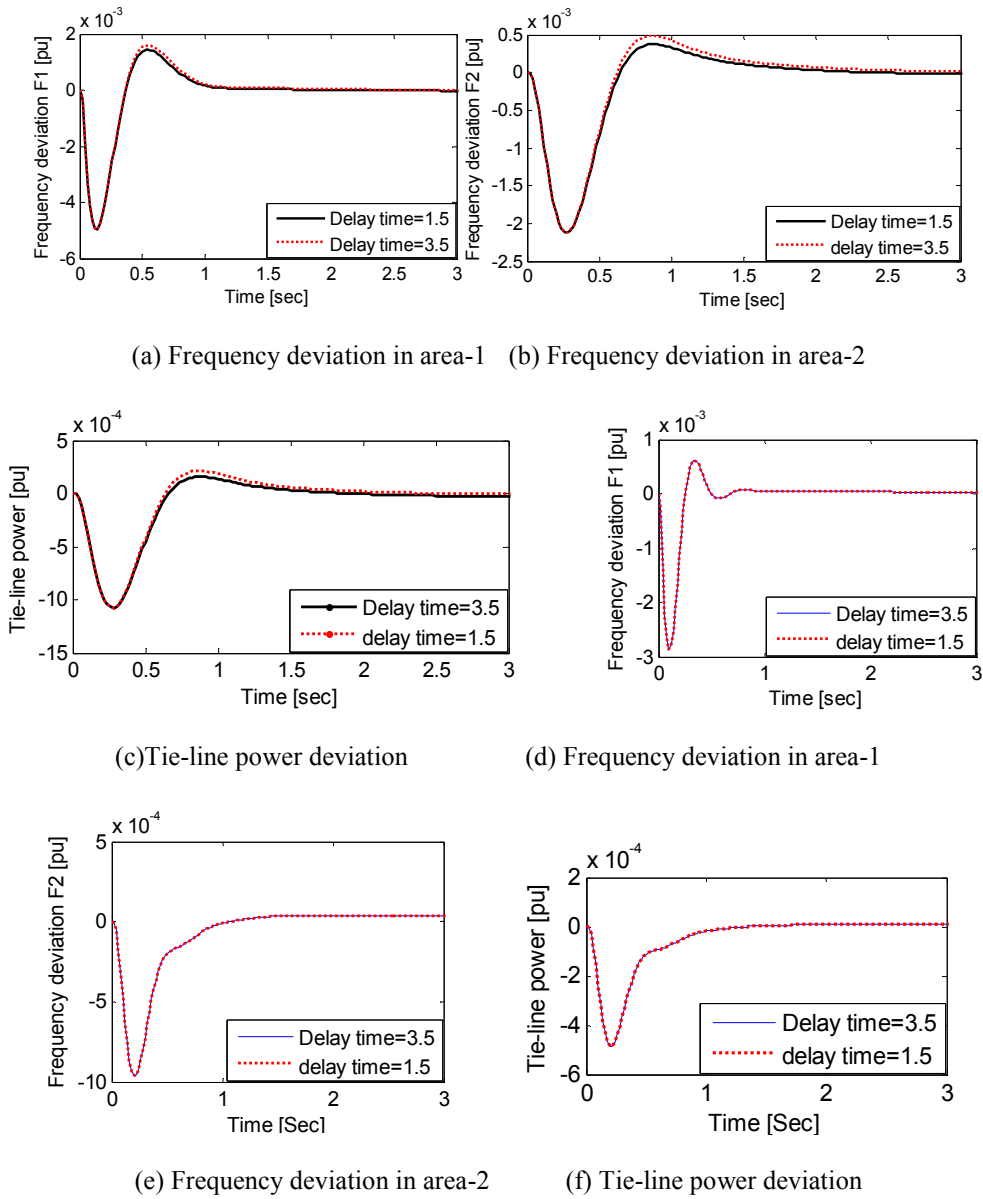 x 10⁻³
2
0
-2
-4
-6
0 0.5 1 1.5 2 2.5 3
Frequency deviation F1 [pu]
Time [sec]
Delay time=1.5
Delay time=3.5
x 10⁻³
0.5
0
-0.5
-1
-1.5
-2
-2.5
0 0.5 1 1.5 2 2.5 3
Frequency deviation F2 [pu]
Time [sec]
Delay time=1.5
delay time=3.5
(a) Frequency deviation in area-1
(b) Frequency deviation in area-2
x 10⁻⁴
5
0
-5
-10
-15
0 0.5 1 1.5 2 2.5 3
Tie-line power [pu]
Time [sec]
Delay time=3.5
delay time=1.5
x 10⁻³
1
0
-1
-2
-3
0 1 2 3
Frequency deviation F1 [pu]
Time [sec]
Delay time=3.5
delay time=1.5
(c)Tie-line power deviation
(d) Frequency deviation in area-1
x 10⁻⁴
5
0
-5
-10
0 1 2 3
Frequency deviation F2 [pu]
Time [Sec]
Delay time=3.5
delay time=1.5
x 10⁻⁴
2
0
-2
-4
-6
0 1 2 3
Tie-line power [pu]
Time [Sec]
Delay time=3.5
delay time=1.5
(e) Frequency deviation in area-2
(f) Tie-line power deviation